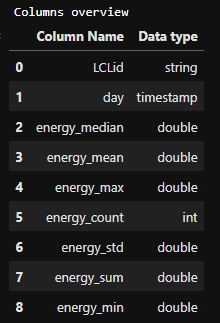 Columns overview
Column Name Data type
0 LCLid string
1 day timestamp
2 energy_median double
3 energy_mean double
4 energy_max double
5 energy_count int
6 energy_std double
7 energy_sum double
8 energy_min double